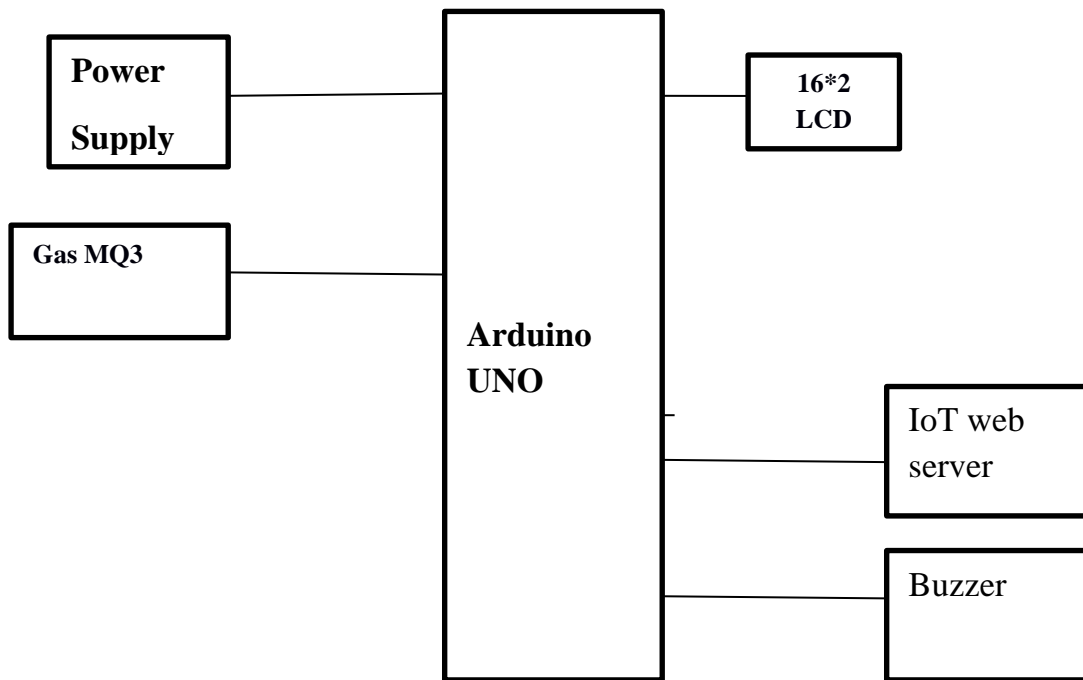 Power
Supply
16*2
LCD
Gas MQ3
Arduino
UNO
IoT web
server
Buzzer